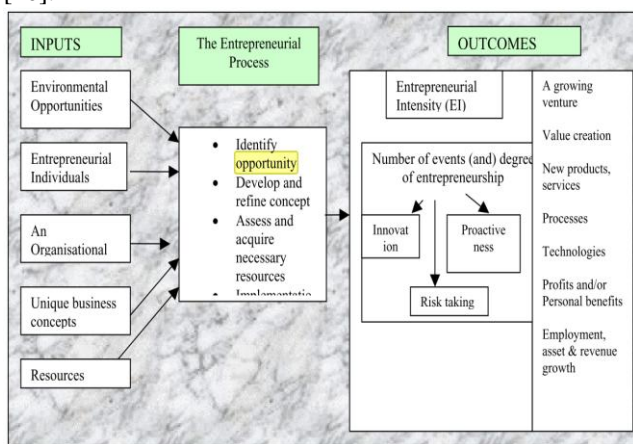 INPUTS
Environmental
Opportunities
Entrepreneurial
Individuals
An
Organisational
Unique business
concepts
Resources
The Entrepreneurial
Process
• Identify
opportunity
• Develop and
refine concept
• Assess and
acquire
necessary
resources
• Implementatio
OUTCOMES
Entrepreneurial
Intensity (EI)
Number of events (and) degree
of entrepreneurship
Innovat
ion
Proactive
ness
Risk taking
A growing
venture
Value creation
New products,
services
Processes
Technologies
Profits and/or
Personal benefits
Employment,
asset & revenue
growth